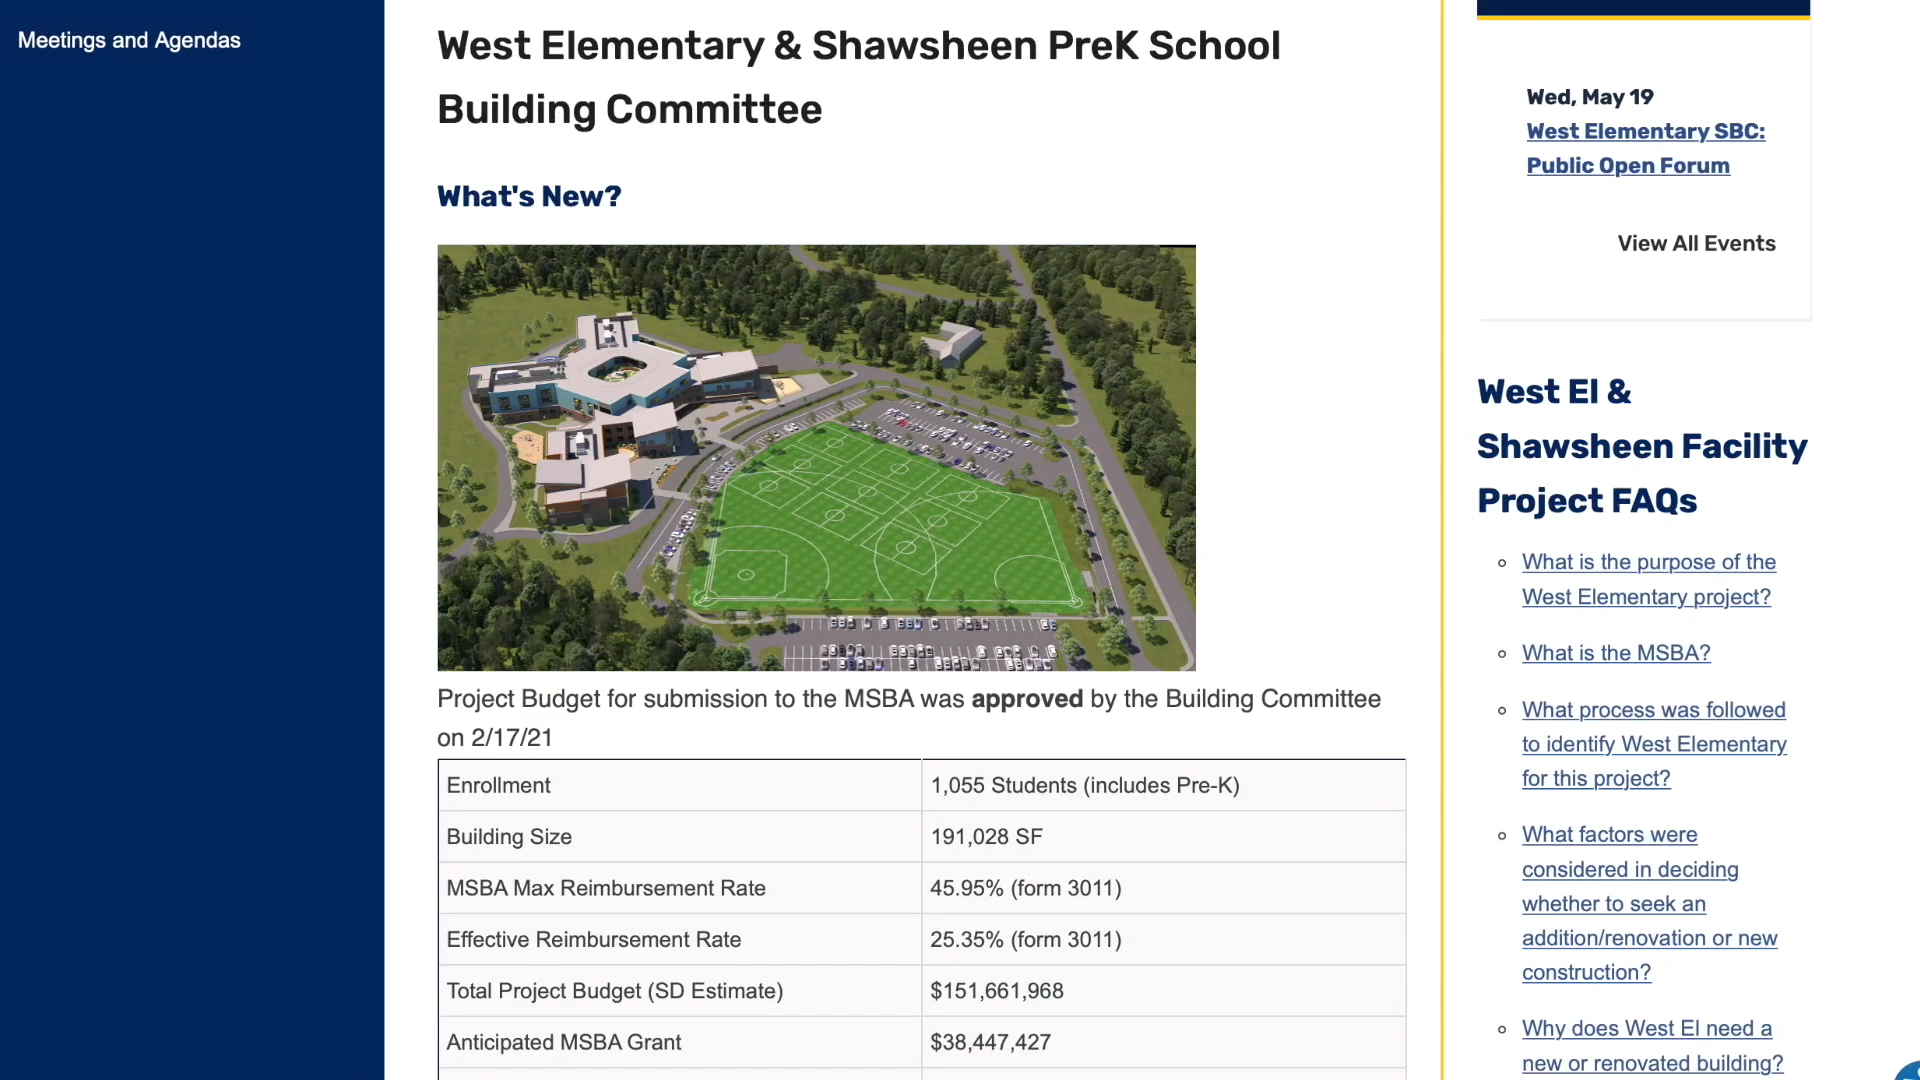 Meetings and Agendas
West Elementary & Shawsheen PreK School
Building Committee
What's New?
Project Budget for submission to the MSBA was approved by the Building Committee
on 2/17/21
Enrollment 1,055 Students (includes Pre-K)
Building Size 191,028 SF
MSBA Max Reimbursement Rate 45.95% (form 3011)
Effective Reimbursement Rate 25.35% (form 3011)
Total Project Budget (SD Estimate) $151,661,968
Anticipated MSBA Grant $38,447,427
Wed, May 19
West Elementary SBC:
Public Open Forum
View All Events
West El &
Shawsheen Facility
Project FAQs
What is the purpose of the
West Elementary project?
What is the MSBA?
What process was followed
to identify West Elementary
for this project?
What factors were
considered in deciding
whether to seek an
addition/renovation or new
construction?
Why does West El need a
new or renovated building?